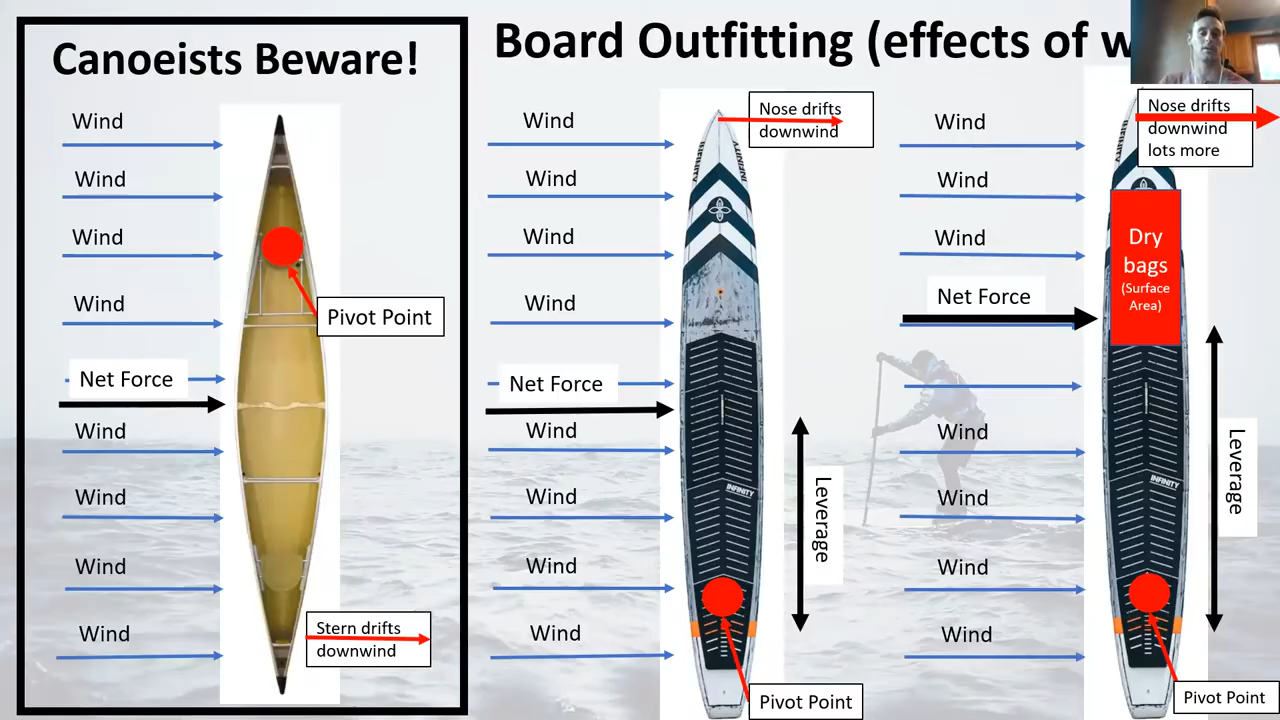 Canoeists Beware!
Wind
Wind
Wind
Wind
Pivot Point
Net Force
Wind
Wind
Wind
Wind
Stern drifts
downwind
Board Outfitting (effects of w
Wind
Wind
Wind
Wind
Net Force
Wind
Wind
Wind
Wind
Nose drifts
downwind
INFINITY
INFINITY
INFINITY
Leverage
Pivot Point
Wind
Wind
Wind
Net Force
Wind
Wind
Wind
Wind
Nose drifts
downwind
lots more
Dry
bags
(Surface
Area)
INFINITY
Leverage
Pivot Point